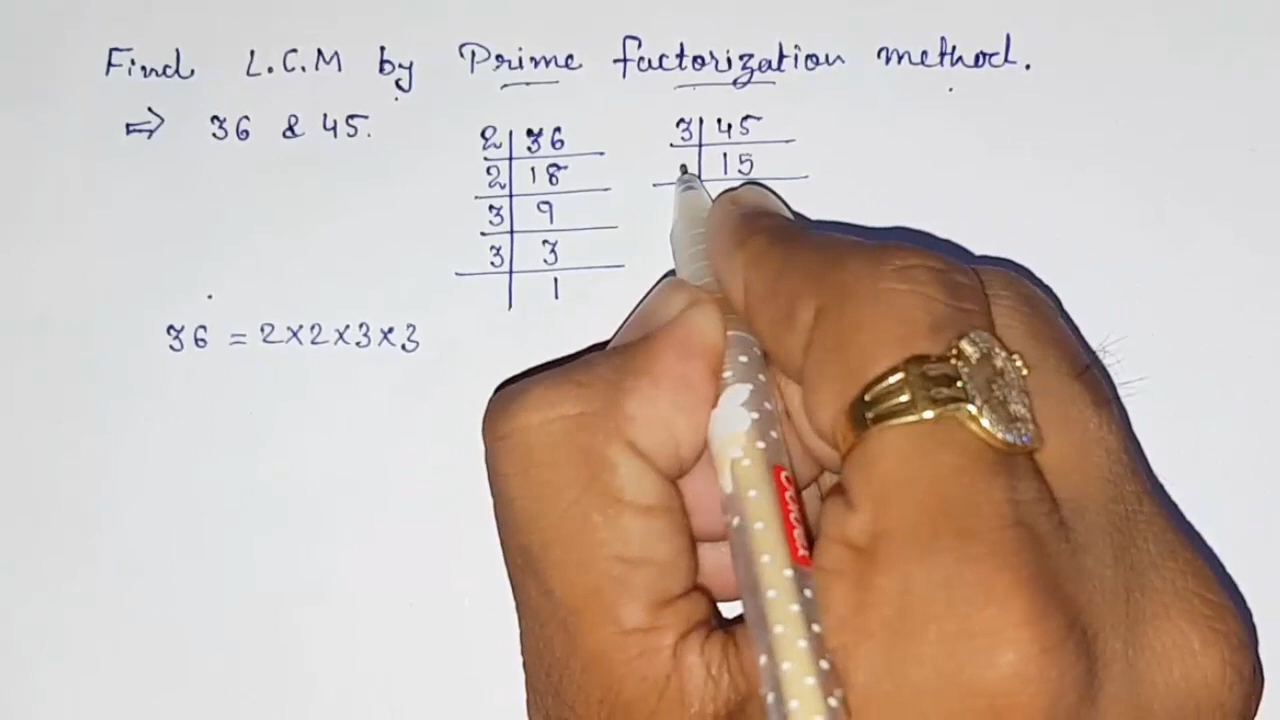 Find L.C.M by Prime factorization method.
⇒ 36 & 45.
2 | 36
2 | 18
3 | 9
3 | 3
| 1
3 | 45
| 15
36 = 2×2×3×3